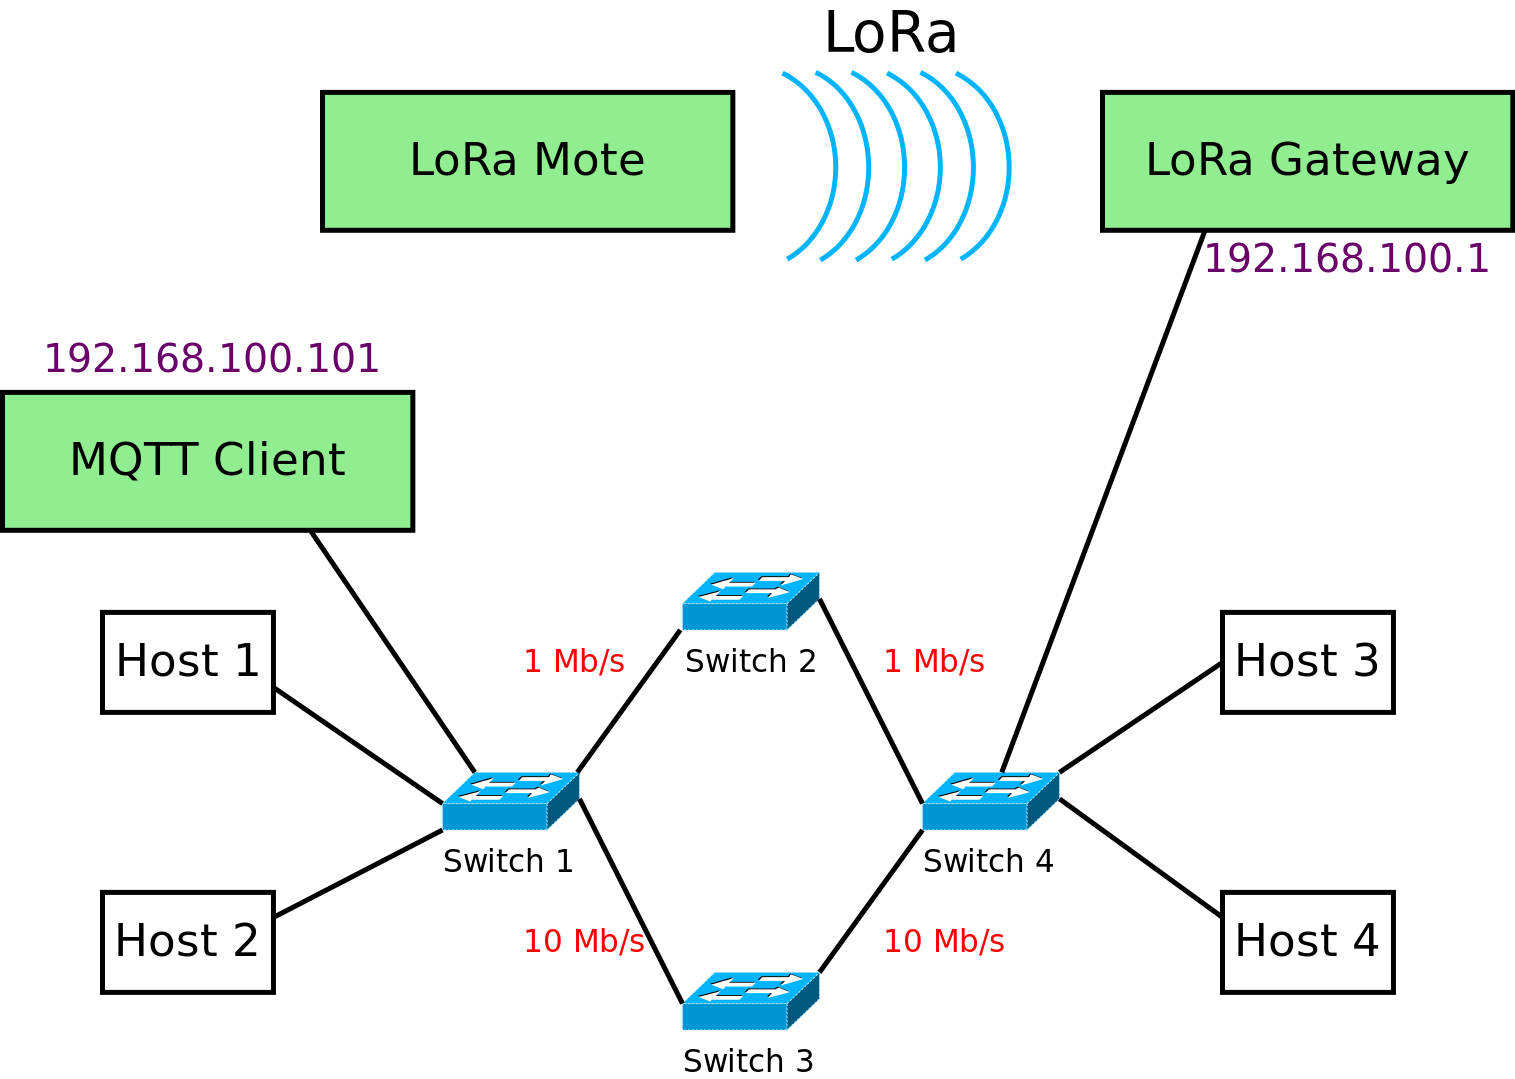 LoRa
LoRa Mote
LoRa Gateway
192.168.100.1
192.168.100.101
MQTT Client
Host 1
1 Mb/s
Switch 2
1 Mb/s
Host 3
Switch 1
Switch 4
Host 2
10 Mb/s
10 Mb/s
Host 4
Switch 3